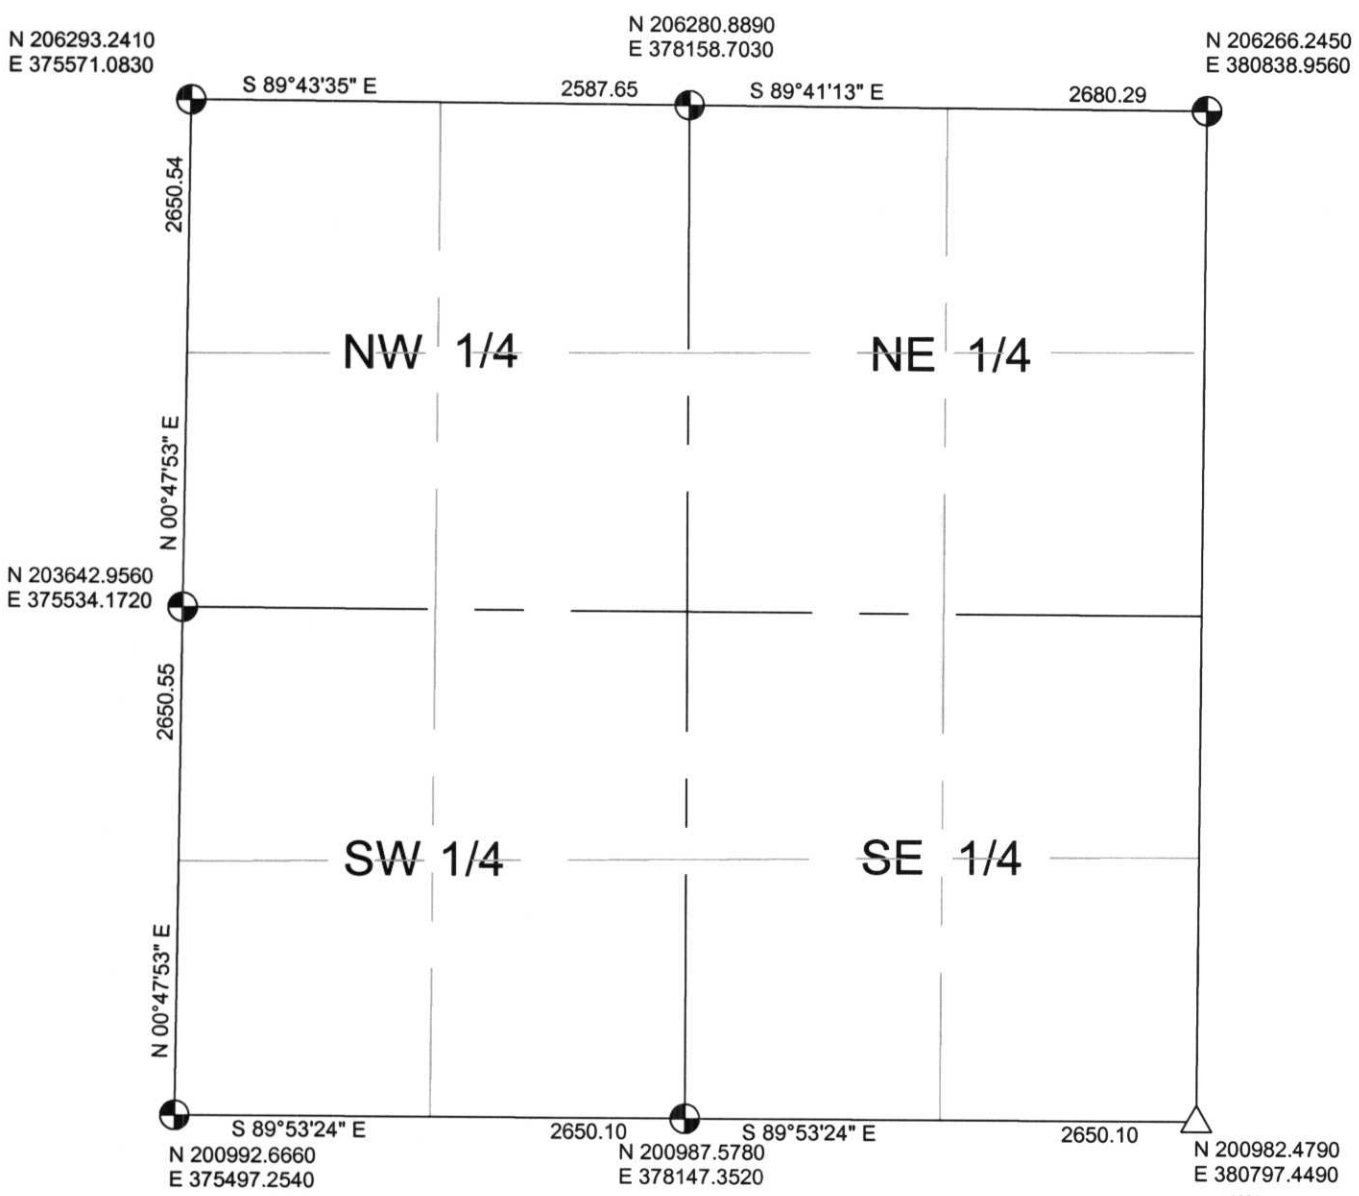 N 206280.8890
E 378158.7030
N 206293.2410
E 375571.0830
N 206266.2450
E 380838.9560
S 89°43'35" E
2587.65
S 89°41'13" E
2680.29
2650.54
NW 1/4
NE 1/4
N 00°47'53" E
N 203642.9560
E 375534.1720
2650.55
SW 1/4
SE 1/4
N 00°47'53" E
S 89°53'24" E
2650.10
S 89°53'24" E
2650.10
N 200992.6660
E 375497.2540
N 200987.5780
E 378147.3520
N 200982.4790
E 380797.4490